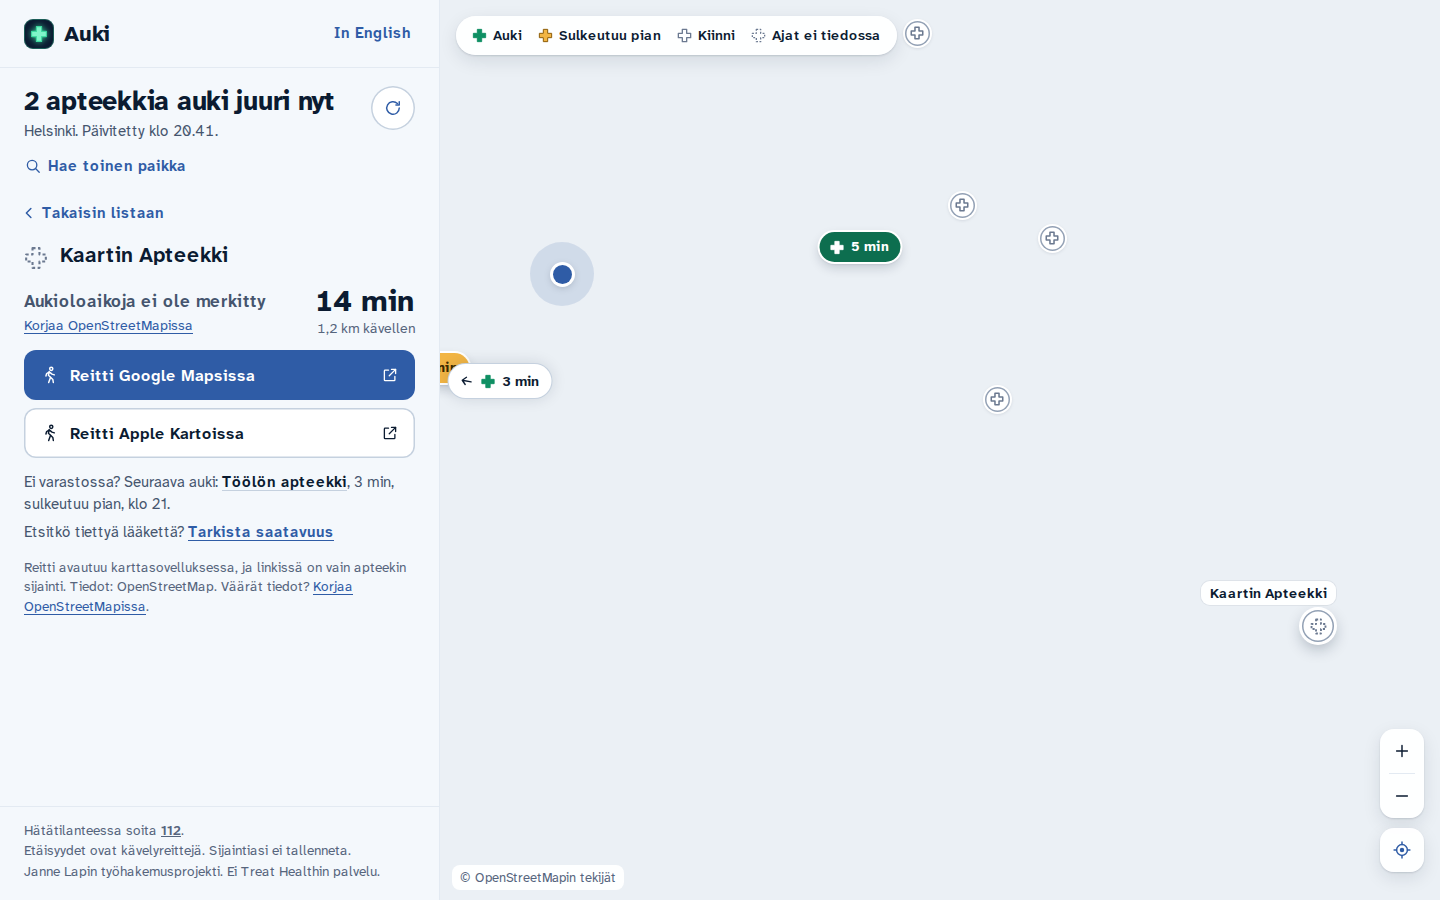 Auki
In English
2 apteekkia auki juuri nyt
Helsinki. Päivitetty klo 20.41.
Hae toinen paikka
Takaisin listaan
Kaartin Apteekki
Aukioloaikoja ei ole merkitty
14 min
Korjaa OpenStreetMapissa
1,2 km kävellen
Reitti Google Mapsissa
Reitti Apple Kartoissa
Ei varastossa? Seuraava auki: Töölön apteekki, 3 min,
sulkeutuu pian, klo 21.
Etsitkö tiettyä lääkettä? Tarkista saatavuus
Reitti avautuu karttasovelluksessa, ja linkissä on vain apteekin
sijainti. Tiedot: OpenStreetMap. Väärät tiedot? Korjaa
OpenStreetMapissa.
Hätätilanteessa soita 112.
Etäisyydet ovat kävelyreittejä. Sijaintiasi ei tallenneta.
Janne Lapin työhakemusprojekti. Ei Treat Healthin palvelu.
Auki Sulkeutuu pian Kiinni Ajat ei tiedossa
5 min
3 min
Kaartin Apteekki
© OpenStreetMapin tekijät